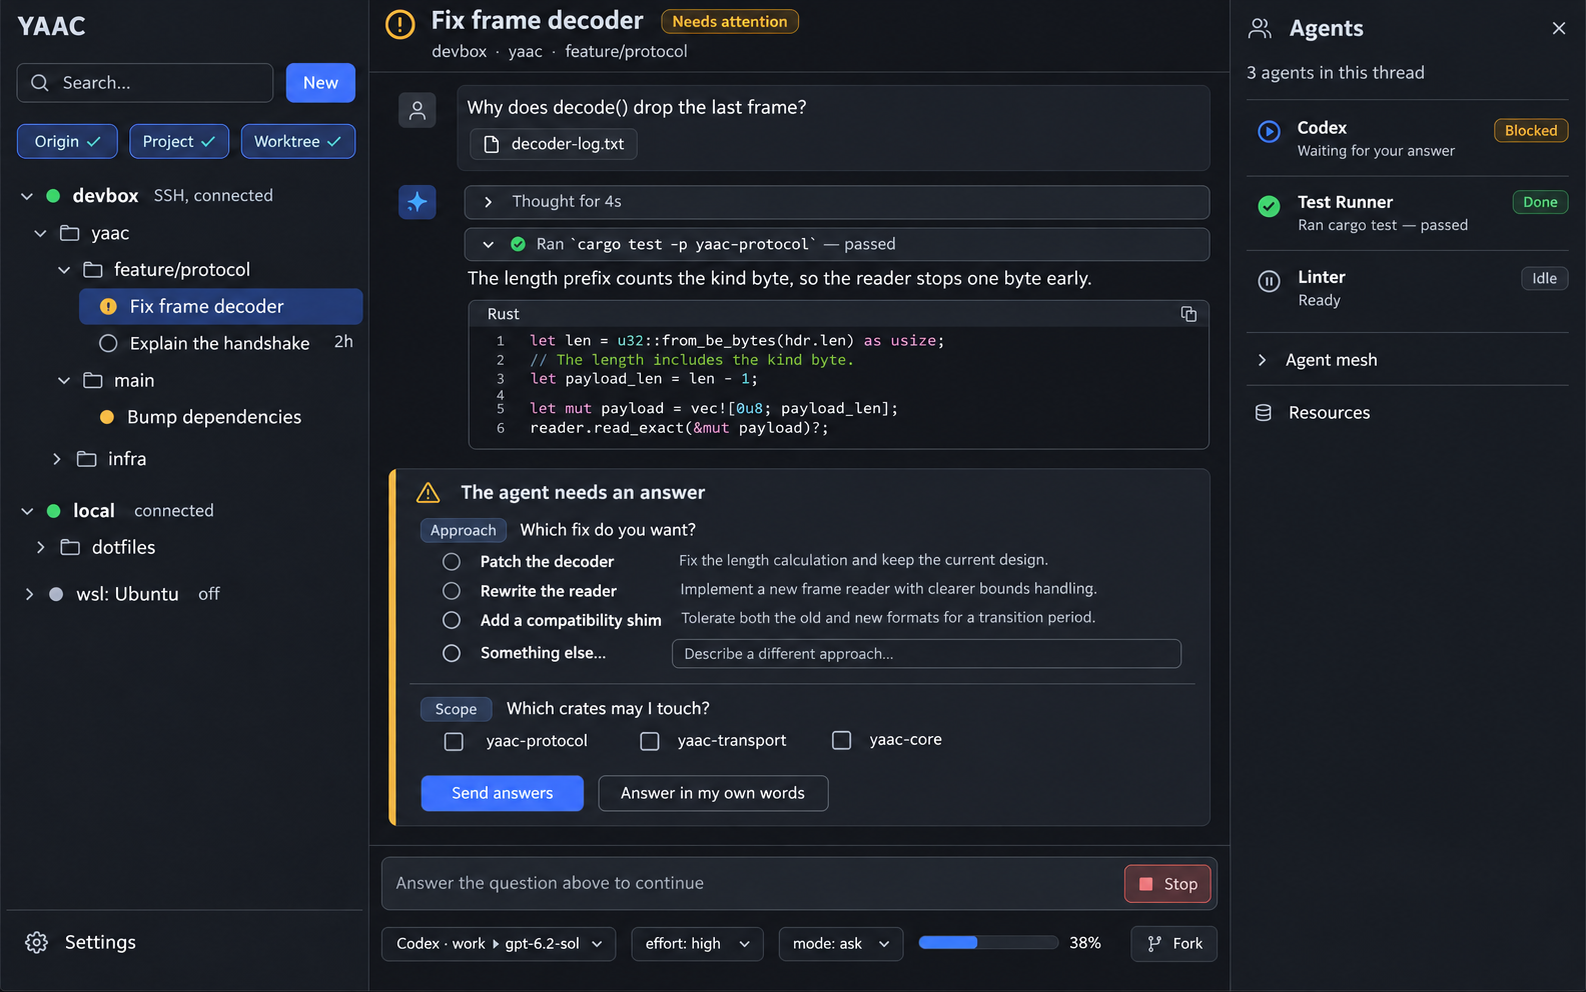 YAAC
Search...
New
Origin ✓
Project ✓
Worktree ✓
devbox SSH, connected
yaac
feature/protocol
Fix frame decoder
Explain the handshake 2h
main
Bump dependencies
infra
local connected
dotfiles
wsl: Ubuntu off
Settings
Fix frame decoder Needs attention
devbox · yaac · feature/protocol
Why does decode() drop the last frame?
decoder-log.txt
Thought for 4s
Ran `cargo test -p yaac-protocol` — passed
The length prefix counts the kind byte, so the reader stops one byte early.
Rust
1 let len = u32::from_be_bytes(hdr.len) as usize;
2 // The length includes the kind byte.
3 let payload_len = len - 1;
4
5 let mut payload = vec![0u8; payload_len];
6 reader.read_exact(&mut payload)?;
The agent needs an answer
Approach Which fix do you want?
Patch the decoder Fix the length calculation and keep the current design.
Rewrite the reader Implement a new frame reader with clearer bounds handling.
Add a compatibility shim Tolerate both the old and new formats for a transition period.
Something else... Describe a different approach...
Scope Which crates may I touch?
yaac-protocol yaac-transport yaac-core
Send answers Answer in my own words
Answer the question above to continue
Stop
Codex · work ▸ gpt-6.2-sol
effort: high
mode: ask
38%
Fork
Agents
3 agents in this thread
Codex Blocked
Waiting for your answer
Test Runner Done
Ran cargo test — passed
Linter Idle
Ready
Agent mesh
Resources